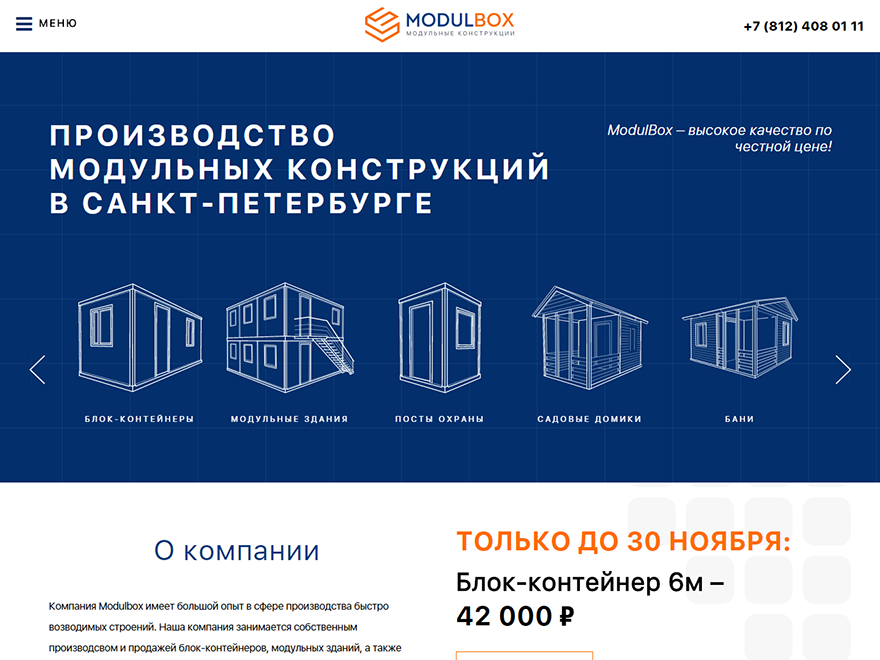 МЕНЮ
MODULBOX
МОДУЛЬНЫЕ КОНСТРУКЦИИ
+7 (812) 408 01 11
ПРОИЗВОДСТВО
МОДУЛЬНЫХ КОНСТРУКЦИЙ
В САНКТ-ПЕТЕРБУРГЕ
ModulBox – высокое качество по
честной цене!
БЛОК-КОНТЕЙНЕРЫ
МОДУЛЬНЫЕ ЗДАНИЯ
ПОСТЫ ОХРАНЫ
САДОВЫЕ ДОМИКИ
БАНИ
О компании
Компания Modulbox имеет большой опыт в сфере производства быстро
возводимых строений. Наша компания занимается собственным
производсвом и продажей блок-контейнеров, модульных зданий, а также
ТОЛЬКО ДО 30 НОЯБРЯ:
Блок-контейнер 6м –
42 000 ₽